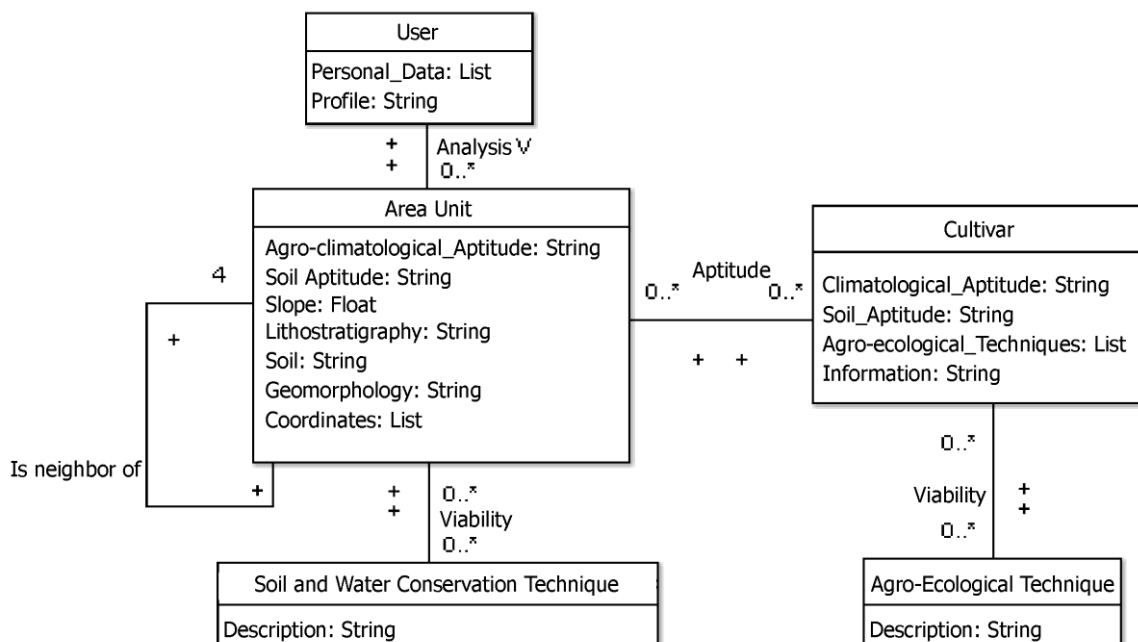 User
Personal_Data: List
Profile: String
+
+
Analysis V
0..*
Area Unit
Agro-climatological_Aptitude: String
Soil Aptitude: String
Slope: Float
Lithostratigraphy: String
Soil: String
Geomorphology: String
Coordinates: List
4
+
Is neighbor of
+
Aptitude
0..* 0..*
+ +
Cultivar
Climatological_Aptitude: String
Soil_Aptitude: String
Agro-ecological_Techniques: List
Information: String
+
+
0..*
Viability
0..*
Soil and Water Conservation Technique
Description: String
0..*
Viability
0..*
+
+
Agro-Ecological Technique
Description: String